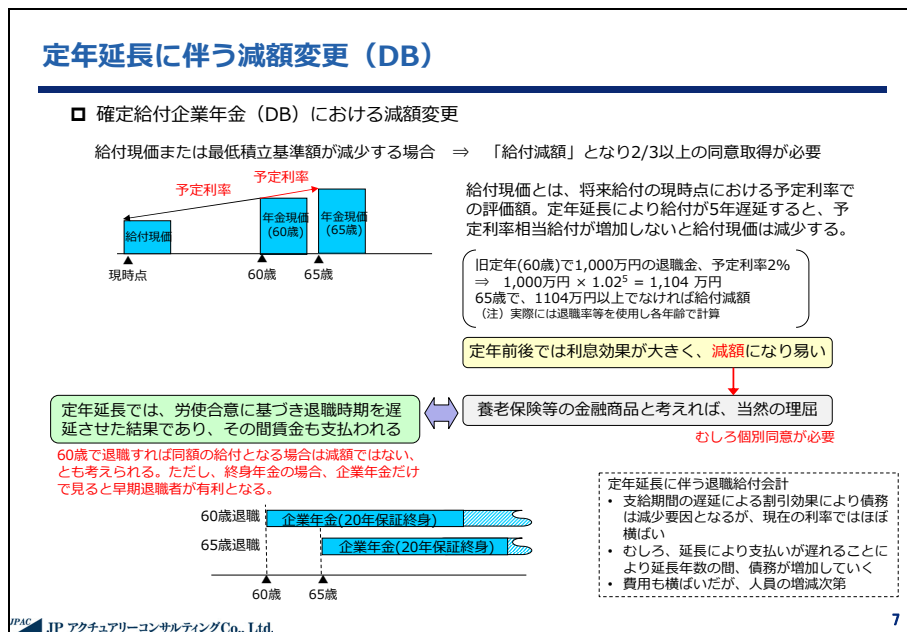 定年延長に伴う減額変更（DB）
確定給付企業年金（DB）における減額変更
給付現価または最低積立基準額が減少する場合 ⇒ 「給付減額」となり2/3以上の同意取得が必要
予定利率
予定利率
給付現価
年金現価
(60歳)
年金現価
(65歳)
現時点
60歳
65歳
給付現価とは、将来給付の現時点における予定利率で
の評価額。定年延長により給付が5年遅延すると、予
定利率相当給付が増加しないと給付現価は減少する。
旧定年(60歳)で1,000万円の退職金、予定利率2%
⇒ 1,000万円 × 1.02⁵ = 1,104 万円
65歳で、1104万円以上でなければ給付減額
（注）実際には退職率等を使用し各年齢で計算
定年前後では利息効果が大きく、減額になり易い
定年延長では、労使合意に基づき退職時期を遅
延させた結果であり、その間賃金も支払われる
養老保険等の金融商品と考えれば、当然の理屈
むしろ個別同意が必要
60歳で退職すれば同額の給付となる場合は減額ではない、
とも考えられる。ただし、終身年金の場合、企業年金だけ
で見ると早期退職者が有利となる。
60歳退職
企業年金(20年保証終身)
65歳退職
企業年金(20年保証終身)
60歳
65歳
定年延長に伴う退職給付会計
• 支給期間の遅延による割引効果により債務
は減少要因となるが、現在の利率ではほぼ
横ばい
• むしろ、延長により支払いが遅れることに
より延長年数の間、債務が増加していく
• 費用も横ばいだが、人員の増減次第
JPAC JP アクチュアリーコンサルティングCo., Ltd.
7